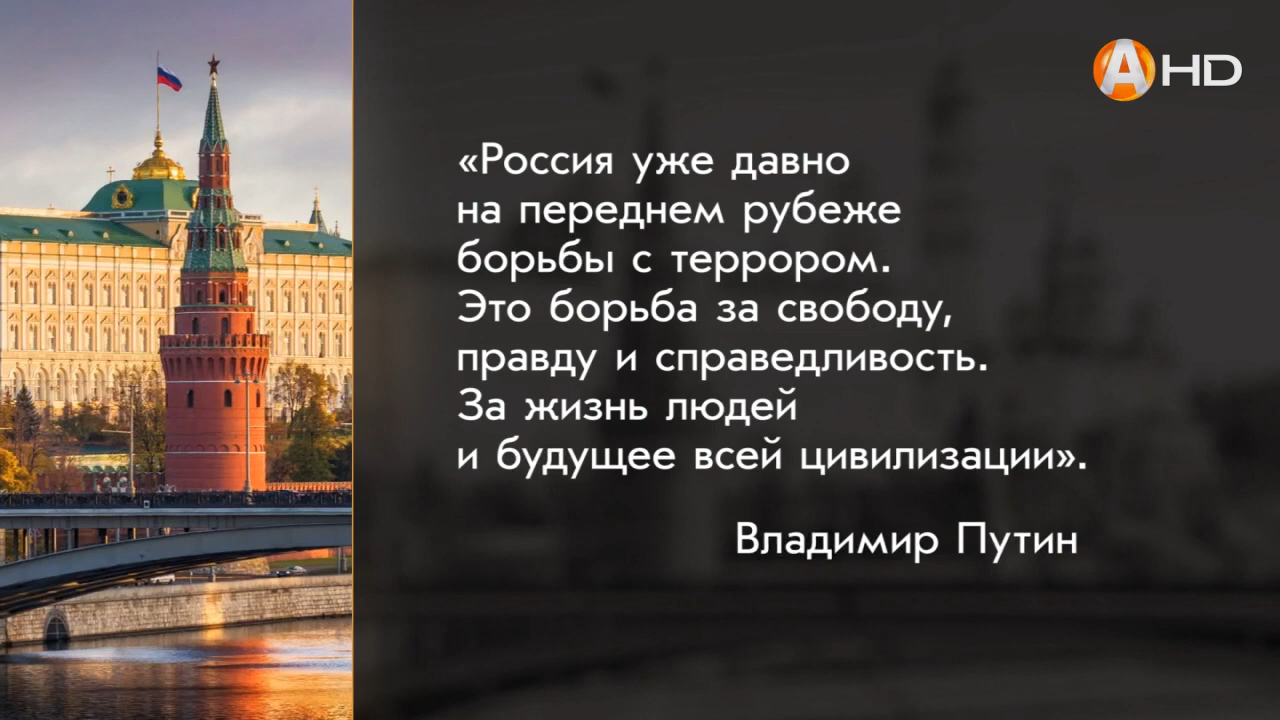 AHD
«Россия уже давно
на переднем рубеже
борьбы с террором.
Это борьба за свободу,
правду и справедливость.
За жизнь людей
и будущее всей цивилизации».
Владимир Путин